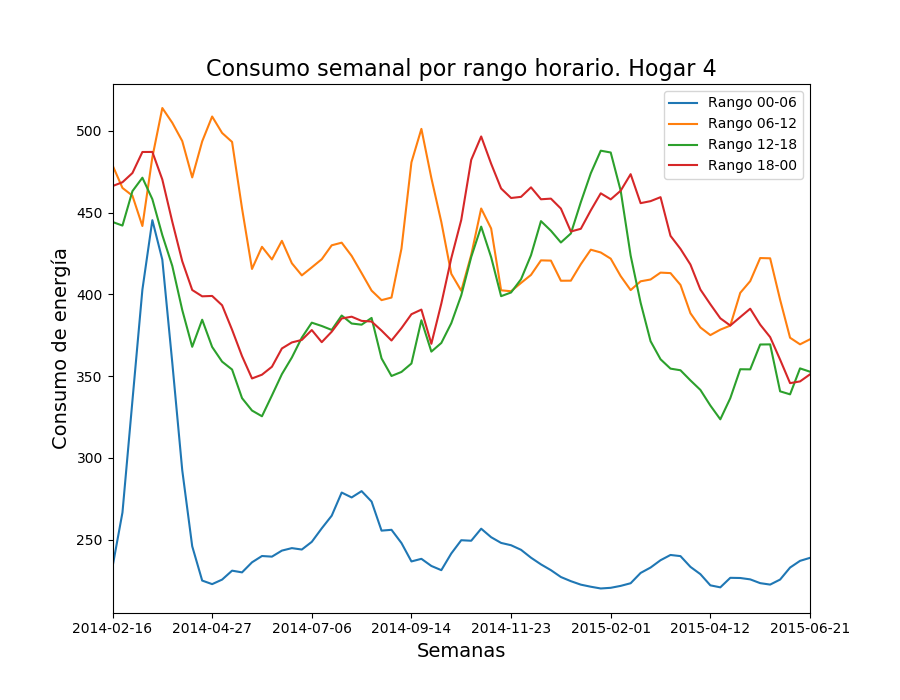 Consumo semanal por rango horario. Hogar 4
Rango 00-06
Rango 06-12
Rango 12-18
Rango 18-00
Consumo de energía
500
450
400
350
300
250
2014-02-16 2014-04-27 2014-07-06 2014-09-14 2014-11-23 2015-02-01 2015-04-12 2015-06-21
Semanas